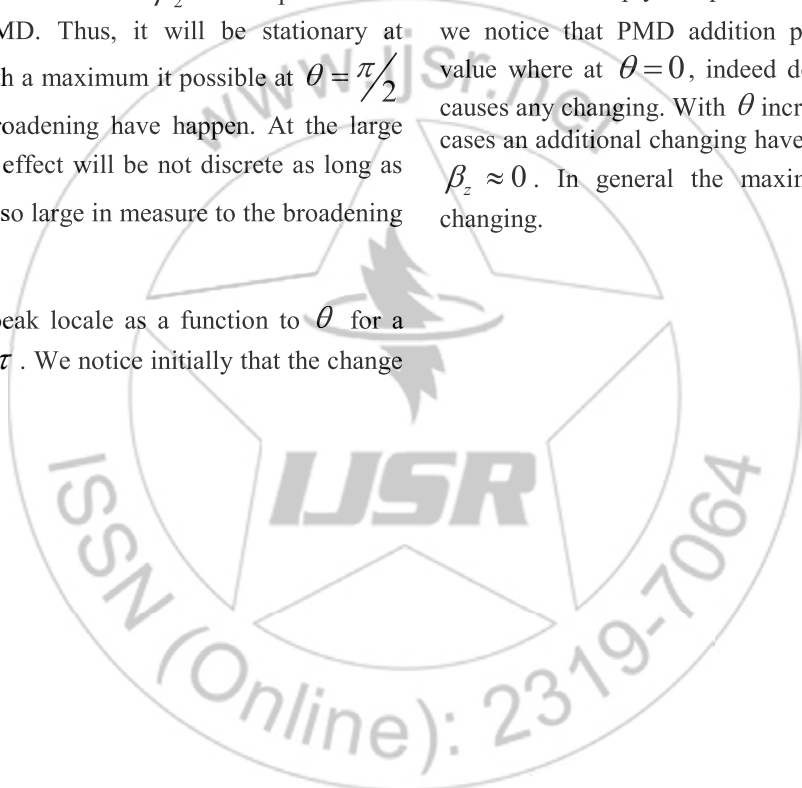 MD. Thus, it will be stationary at
h a maximum it possible at θ = π/2
roadening have happen. At the large
effect will be not discrete as long as
so large in measure to the broadening
eak locale as a function to θ for a
τ . We notice initially that the change
we notice that PMD addition p
value where at θ = 0, indeed d
causes any changing. With θ incr
cases an additional changing have
β_z ≈ 0. In general the maxim
changing.
www.ijsr.net
IJSR
ISSN (Online): 2319-7064